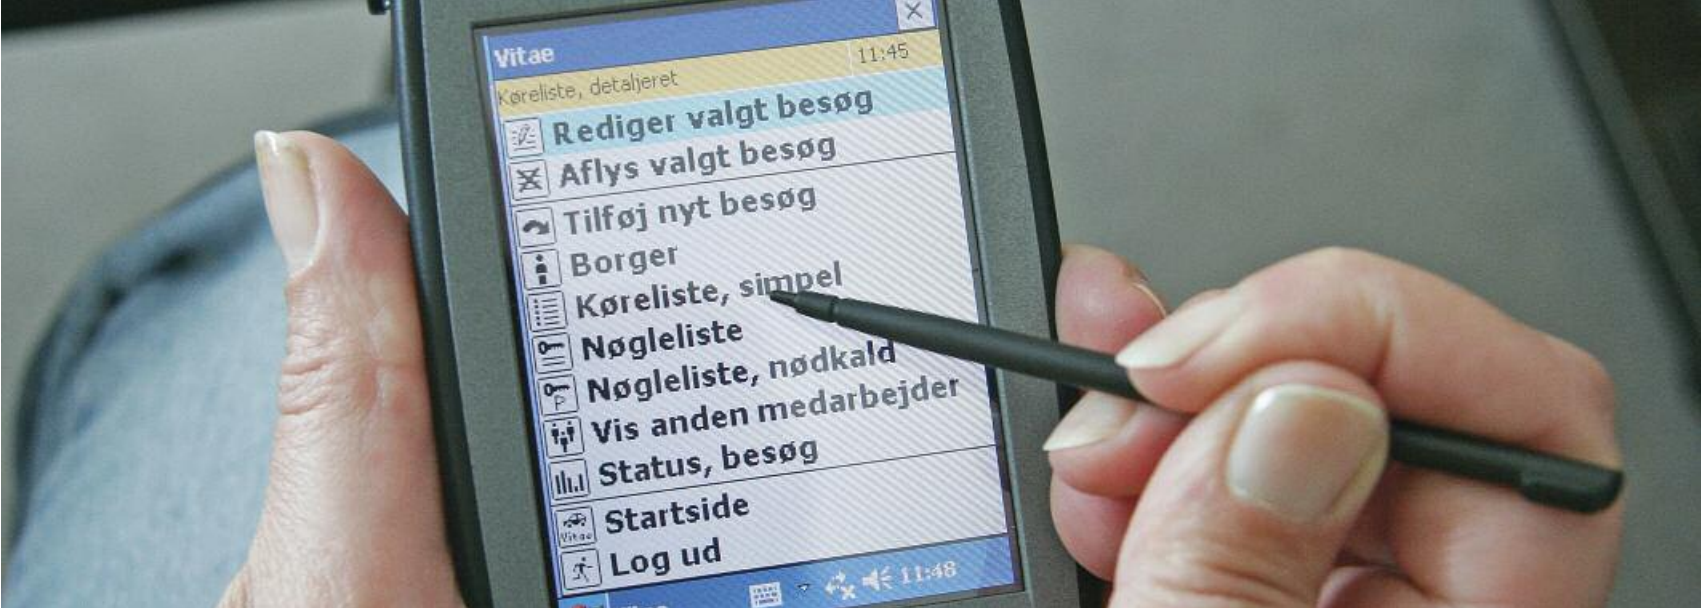 Vitae
Køreliste, detaljeret 11:45
Rediger valgt besøg
Aflys valgt besøg
Tilføj nyt besøg
Borger
Køreliste, simpel
Nøgleliste
Nøgleliste, nødkald
P
Vis anden medarbejder
Status, besøg
Startside
Vitae
Log ud
11:48